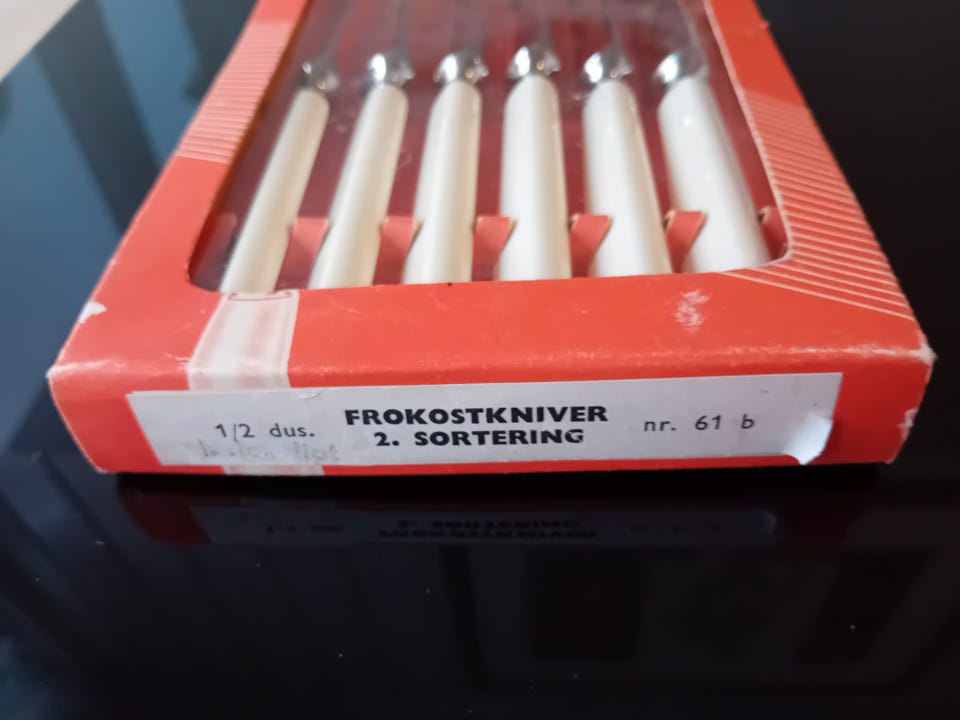 1/2 dus.
FROKOSTKNIVER
2. SORTERING
nr. 61 b